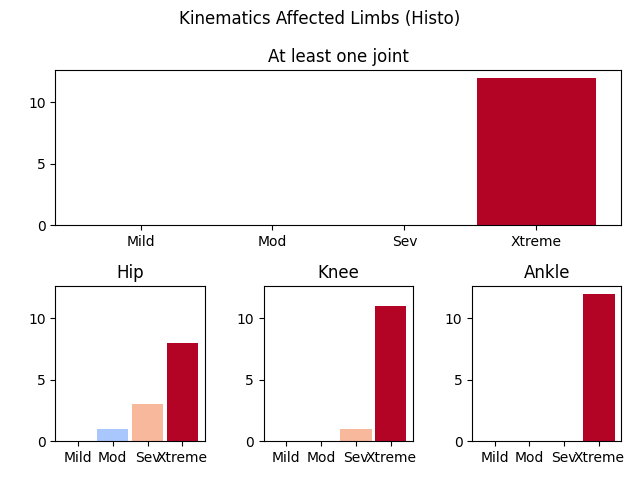 Kinematics Affected Limbs (Histo)
At least one joint
10
5
0
Mild Mod Sev Xtreme
Hip
10
5
0
Mild Mod Sev Xtreme
Knee
10
5
0
Mild Mod Sev Xtreme
Ankle
10
5
0
Mild Mod Sev Xtreme